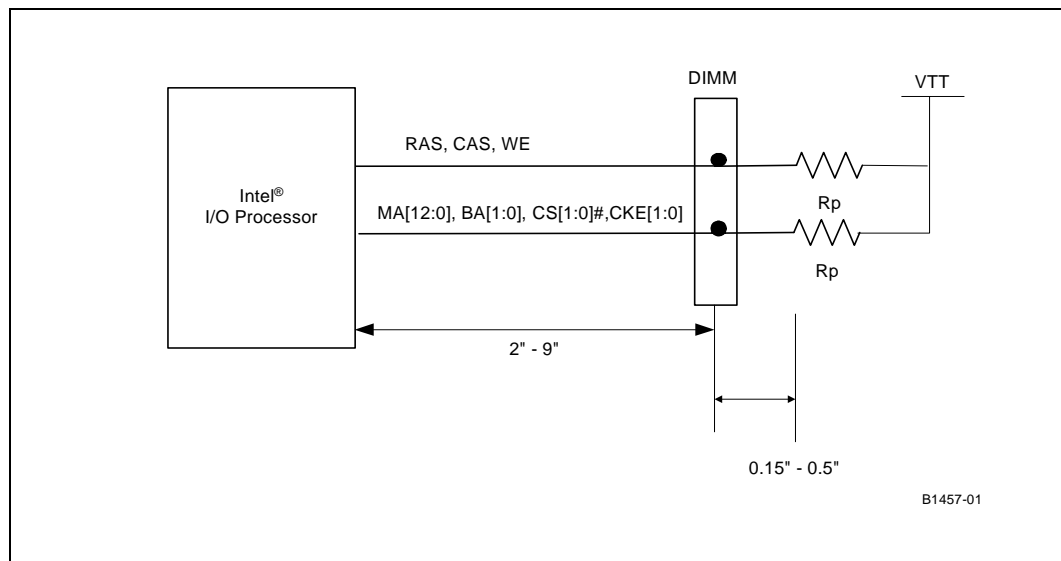 DIMM
VTT
RAS, CAS, WE
Intel®
I/O Processor
Rp
MA[12:0], BA[1:0], CS[1:0]#,CKE[1:0]
Rp
2" - 9"
0.15" - 0.5"
B1457-01